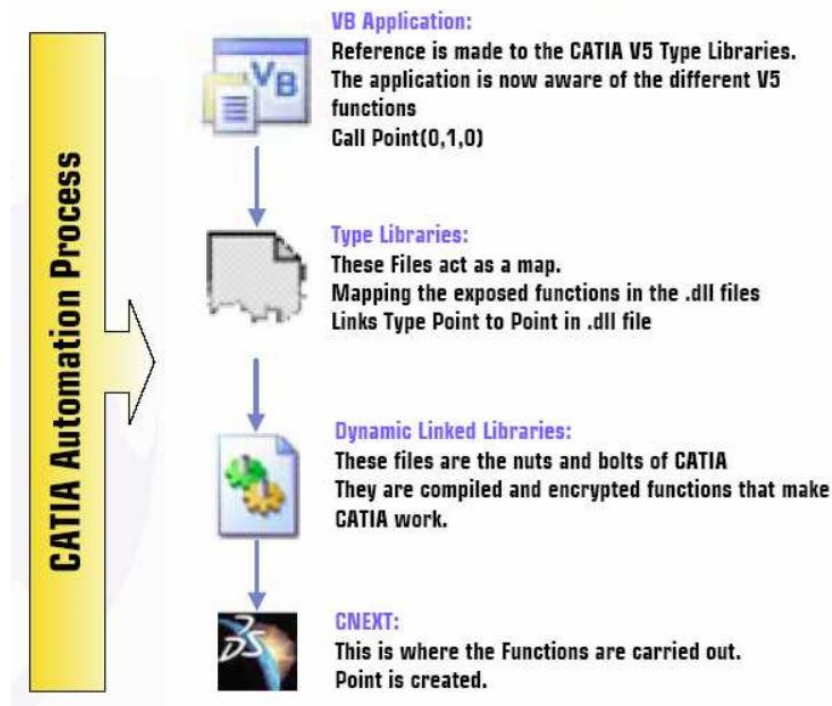 CATIA Automation Process
VB Application:
Reference is made to the CATIA V5 Type Libraries.
The application is now aware of the different V5
functions
Call Point(0,1,0)
VB
Type Libraries:
These Files act as a map.
Mapping the exposed functions in the .dll files
Links Type Point to Point in .dll file
Dynamic Linked Libraries:
These files are the nuts and bolts of CATIA
They are compiled and encrypted functions that make
CATIA work.
CNEXT:
This is where the Functions are carried out.
Point is created.
DS